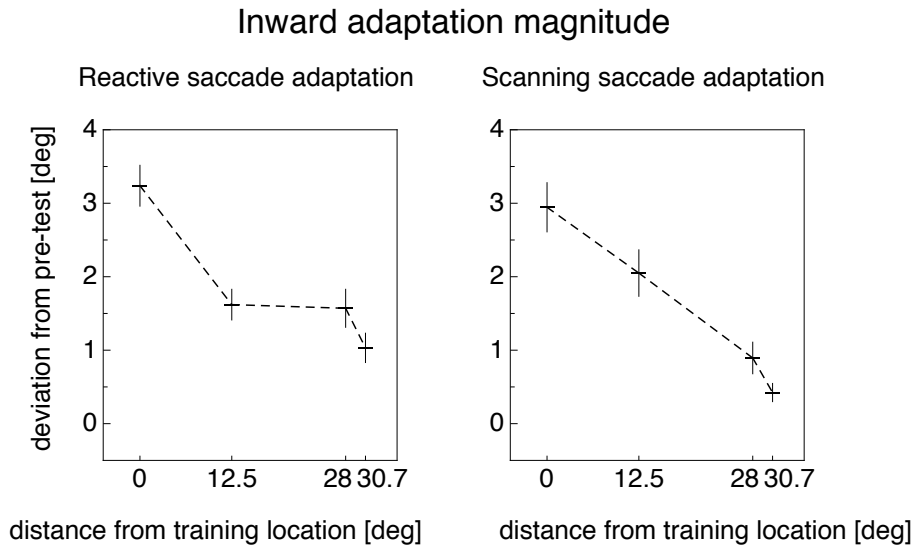 Inward adaptation magnitude
Reactive saccade adaptation
Scanning saccade adaptation
deviation from pre-test [deg]
4
3
2
1
0
0 12.5 28 30.7
distance from training location [deg]
4
3
2
1
0
0 12.5 28 30.7
distance from training location [deg]